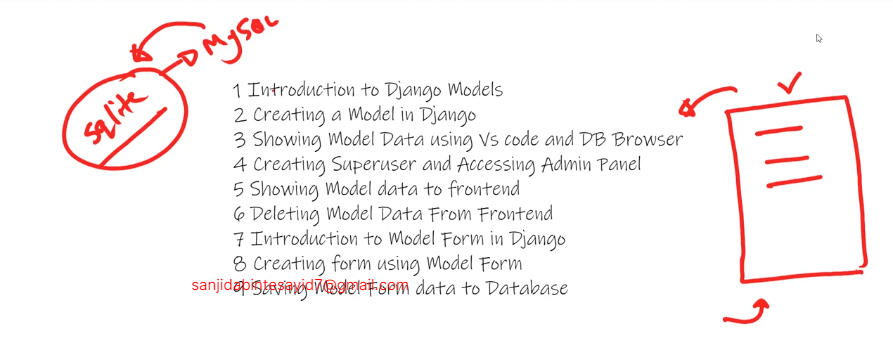 MySQL
sqlite
1 Introduction to Django Models
2 Creating a Model in Django
3 Showing Model Data using Vs code and DB Browser
4 Creating Superuser and Accessing Admin Panel
5 Showing Model data to frontend
6 Deleting Model Data From Frontend
7 Introduction to Model Form in Django
8 Creating form using Model Form
9 Saving Model Form data to Database
sanjidabintesayid7@gmail.com